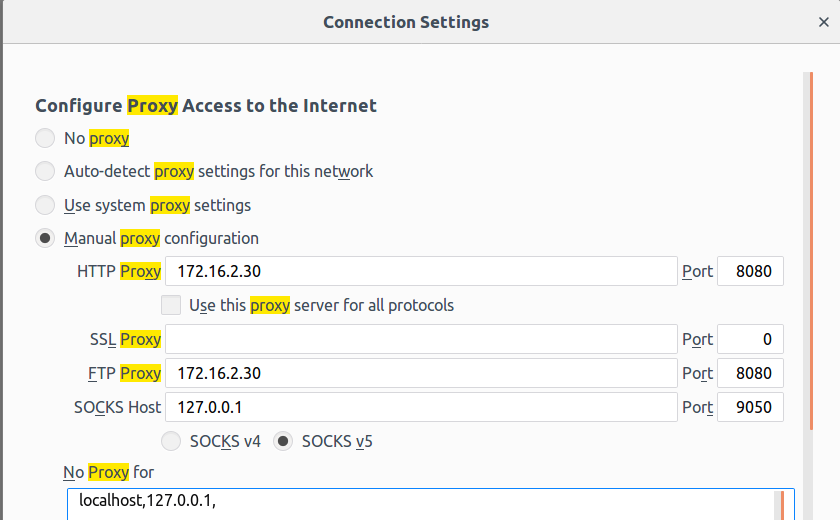 Connection Settings ×
Configure Proxy Access to the Internet
No proxy
Auto-detect proxy settings for this network
Use system proxy settings
Manual proxy configuration
HTTP Proxy 172.16.2.30 Port 8080
Use this proxy server for all protocols
SSL Proxy Port 0
FTP Proxy 172.16.2.30 Port 8080
SOCKS Host 127.0.0.1 Port 9050
SOCKS v4 SOCKS v5
No Proxy for
localhost,127.0.0.1,